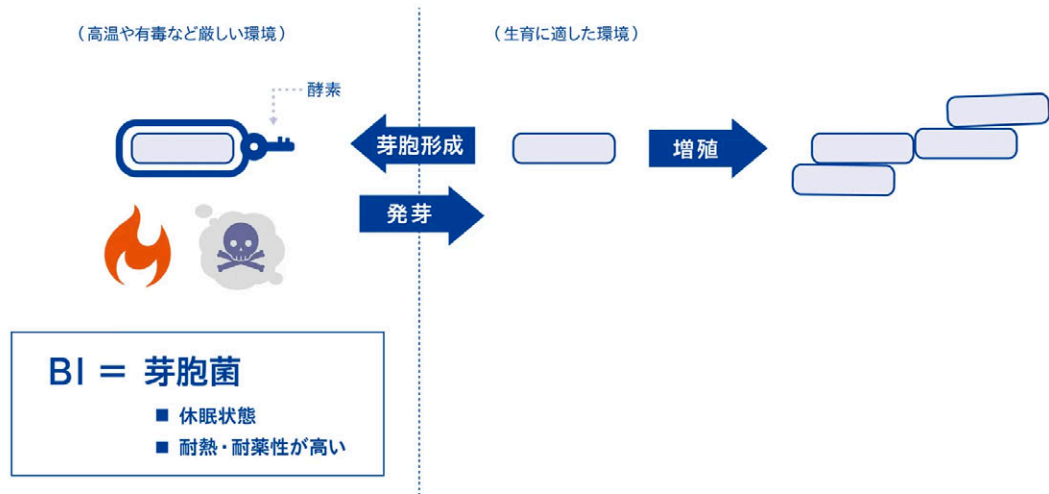 （高温や有毒など厳しい環境）
（生育に適した環境）
酵素
芽胞形成
増殖
発芽
BI = 芽胞菌
■ 休眠状態
■ 耐熱・耐薬性が高い